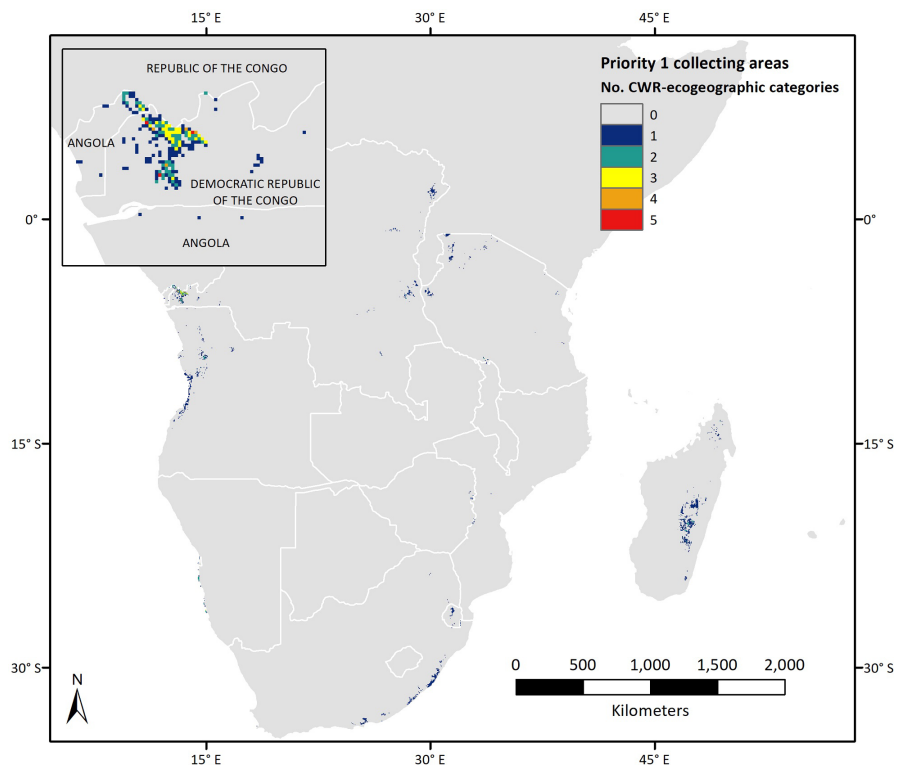 15° E
30° E
45° E
REPUBLIC OF THE CONGO
ANGOLA
DEMOCRATIC REPUBLIC
OF THE CONGO
ANGOLA
Priority 1 collecting areas
No. CWR-ecogeographic categories
0
1
2
3
4
5
0°
0°
15° S
15° S
30° S
30° S
N
0 500 1,000 1,500 2,000
Kilometers
15° E
30° E
45° E